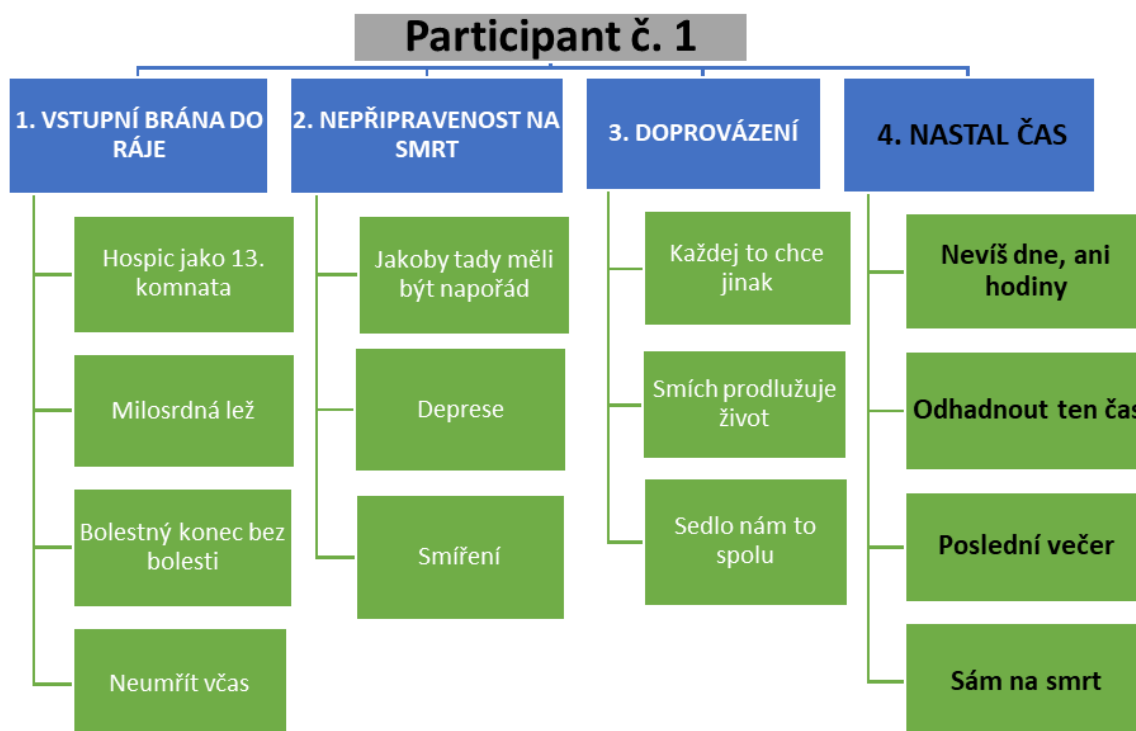 Participant č. 1
1. VSTUPNÍ BRÁNA DO
RÁJE
Hospic jako 13.
komnata
Milosrdná lež
Bolestný konec bez
bolesti
Neumřít včas
2. NEPŘIPRAVENOST NA
SMRT
Jakoby tady měli
být napořád
Deprese
Smíření
3. DOPROVÁZENÍ
Každej to chce
jinak
Smích prodlužuje
život
Sedlo nám to
spolu
4. NASTAL ČAS
Nevíš dne, ani
hodiny
Odhadnout ten čas
Poslední večer
Sám na smrt